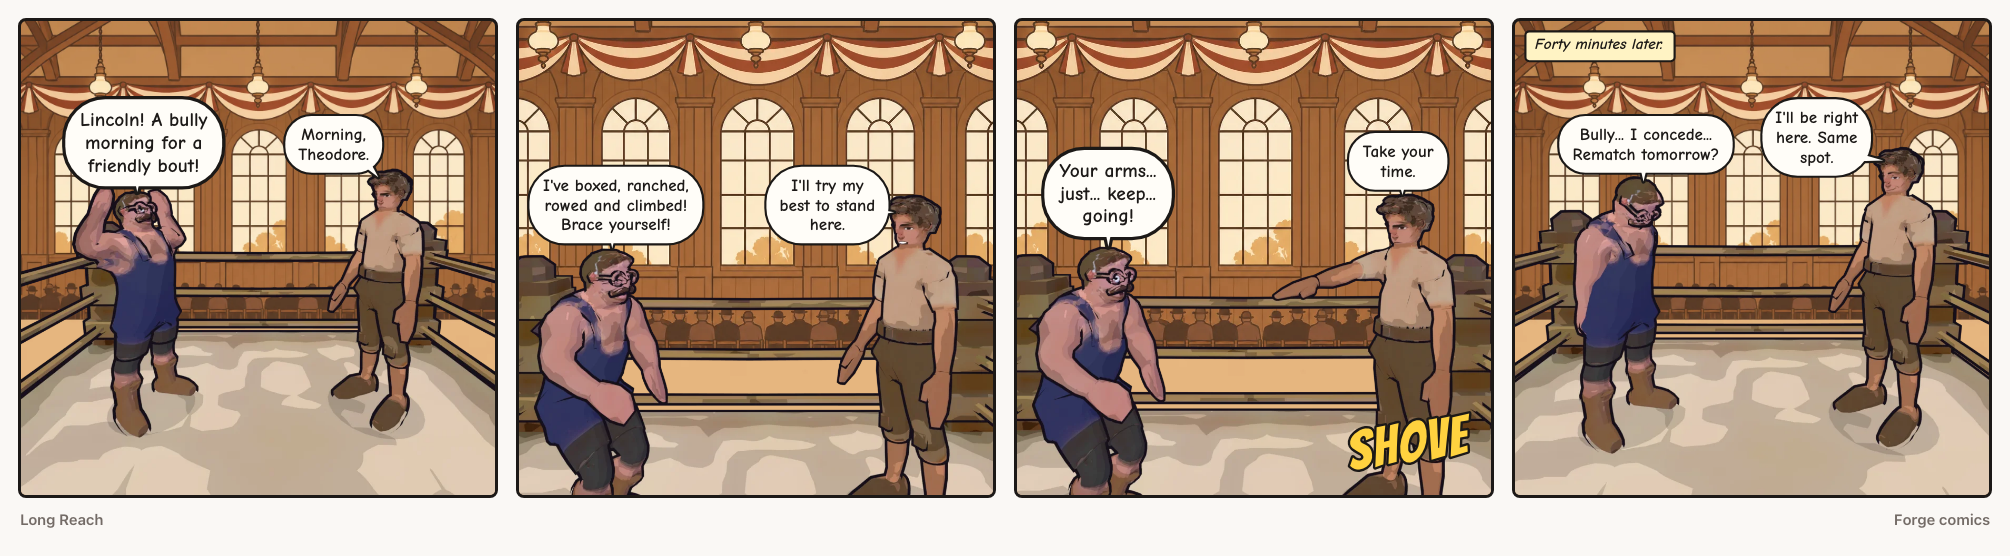 Lincoln! A bully
morning for a
friendly bout!
Morning,
Theodore.
I've boxed, ranched,
rowed and climbed!
Brace yourself!
I'll try my
best to stand
here.
Your arms...
just... keep...
going!
Take your
time.
SHOVE
Forty minutes later.
Bully... I concede...
Rematch tomorrow?
I'll be right
here. Same
spot.
Long Reach
Forge comics